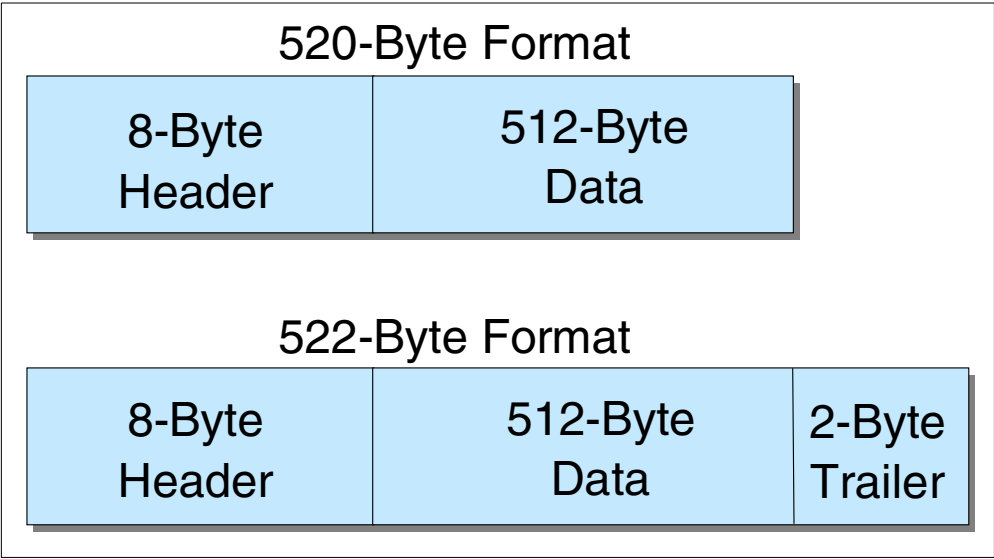 520-Byte Format
8-Byte
Header
512-Byte
Data
522-Byte Format
8-Byte
Header
512-Byte
Data
2-Byte
Trailer